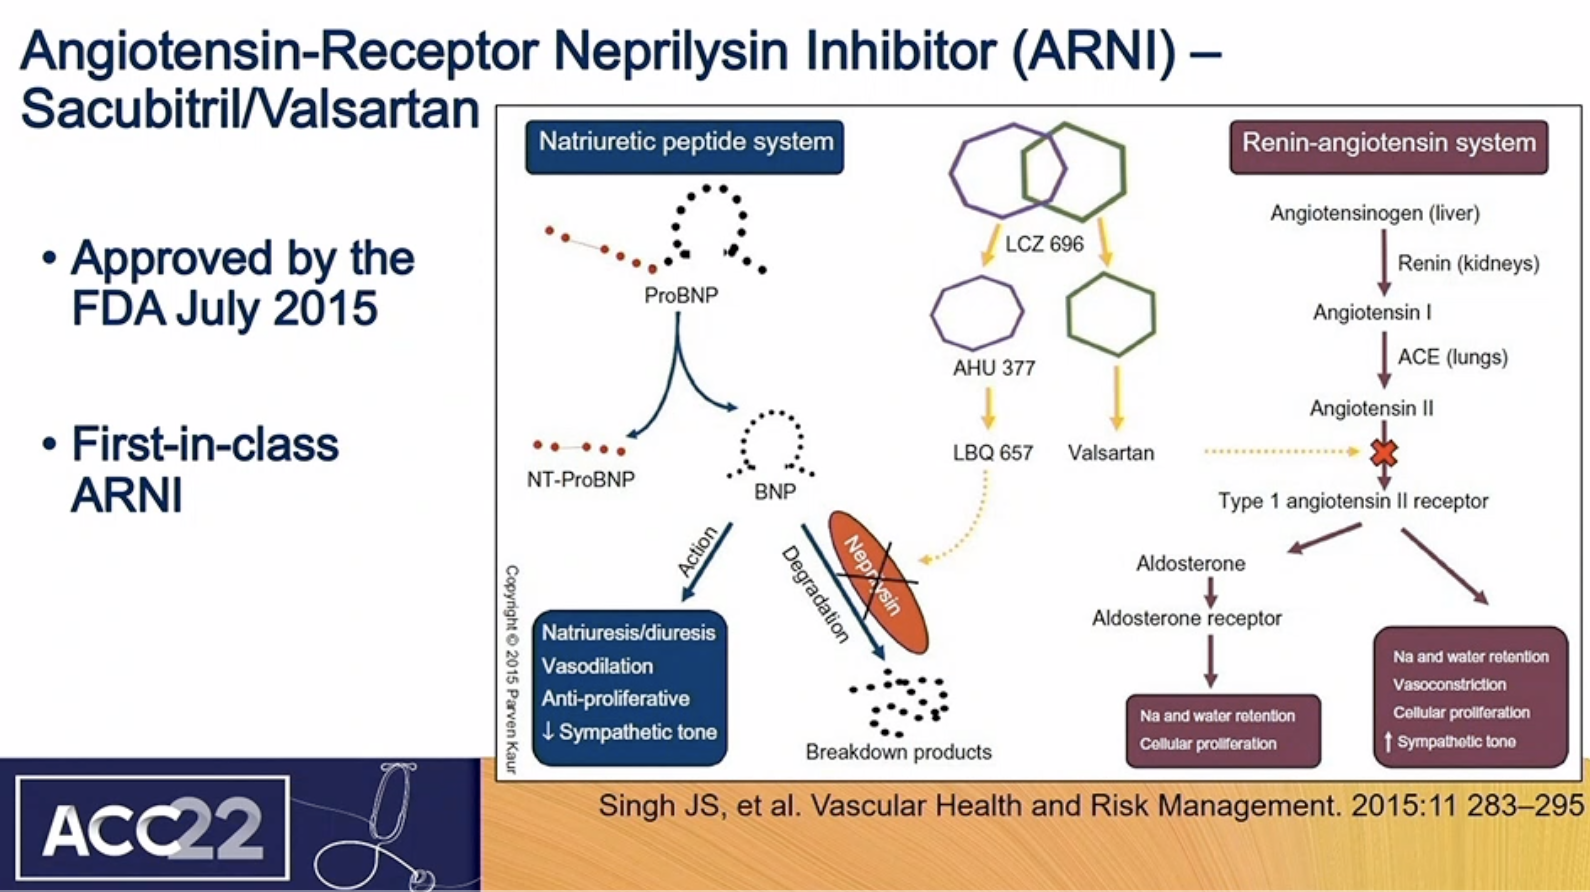 Angiotensin-Receptor Neprilysin Inhibitor (ARNI) –
Sacubitril/Valsartan
• Approved by the
FDA July 2015
• First-in-class
ARNI
Natriuretic peptide system
ProBNP
NT-ProBNP
BNP
Action
Degradation
Neprilysin
Natriuresis/diuresis
Vasodilation
Anti-proliferative
↓ Sympathetic tone
Breakdown products
LCZ 696
AHU 377
LBQ 657
Valsartan
Renin-angiotensin system
Angiotensinogen (liver)
Renin (kidneys)
Angiotensin I
ACE (lungs)
Angiotensin II
Type 1 angiotensin II receptor
Aldosterone
Aldosterone receptor
Na and water retention
Cellular proliferation
Na and water retention
Vasoconstriction
Cellular proliferation
↑ Sympathetic tone
Copyright © 2015 Parven Kaur
Singh JS, et al. Vascular Health and Risk Management. 2015:11 283–295
ACC22